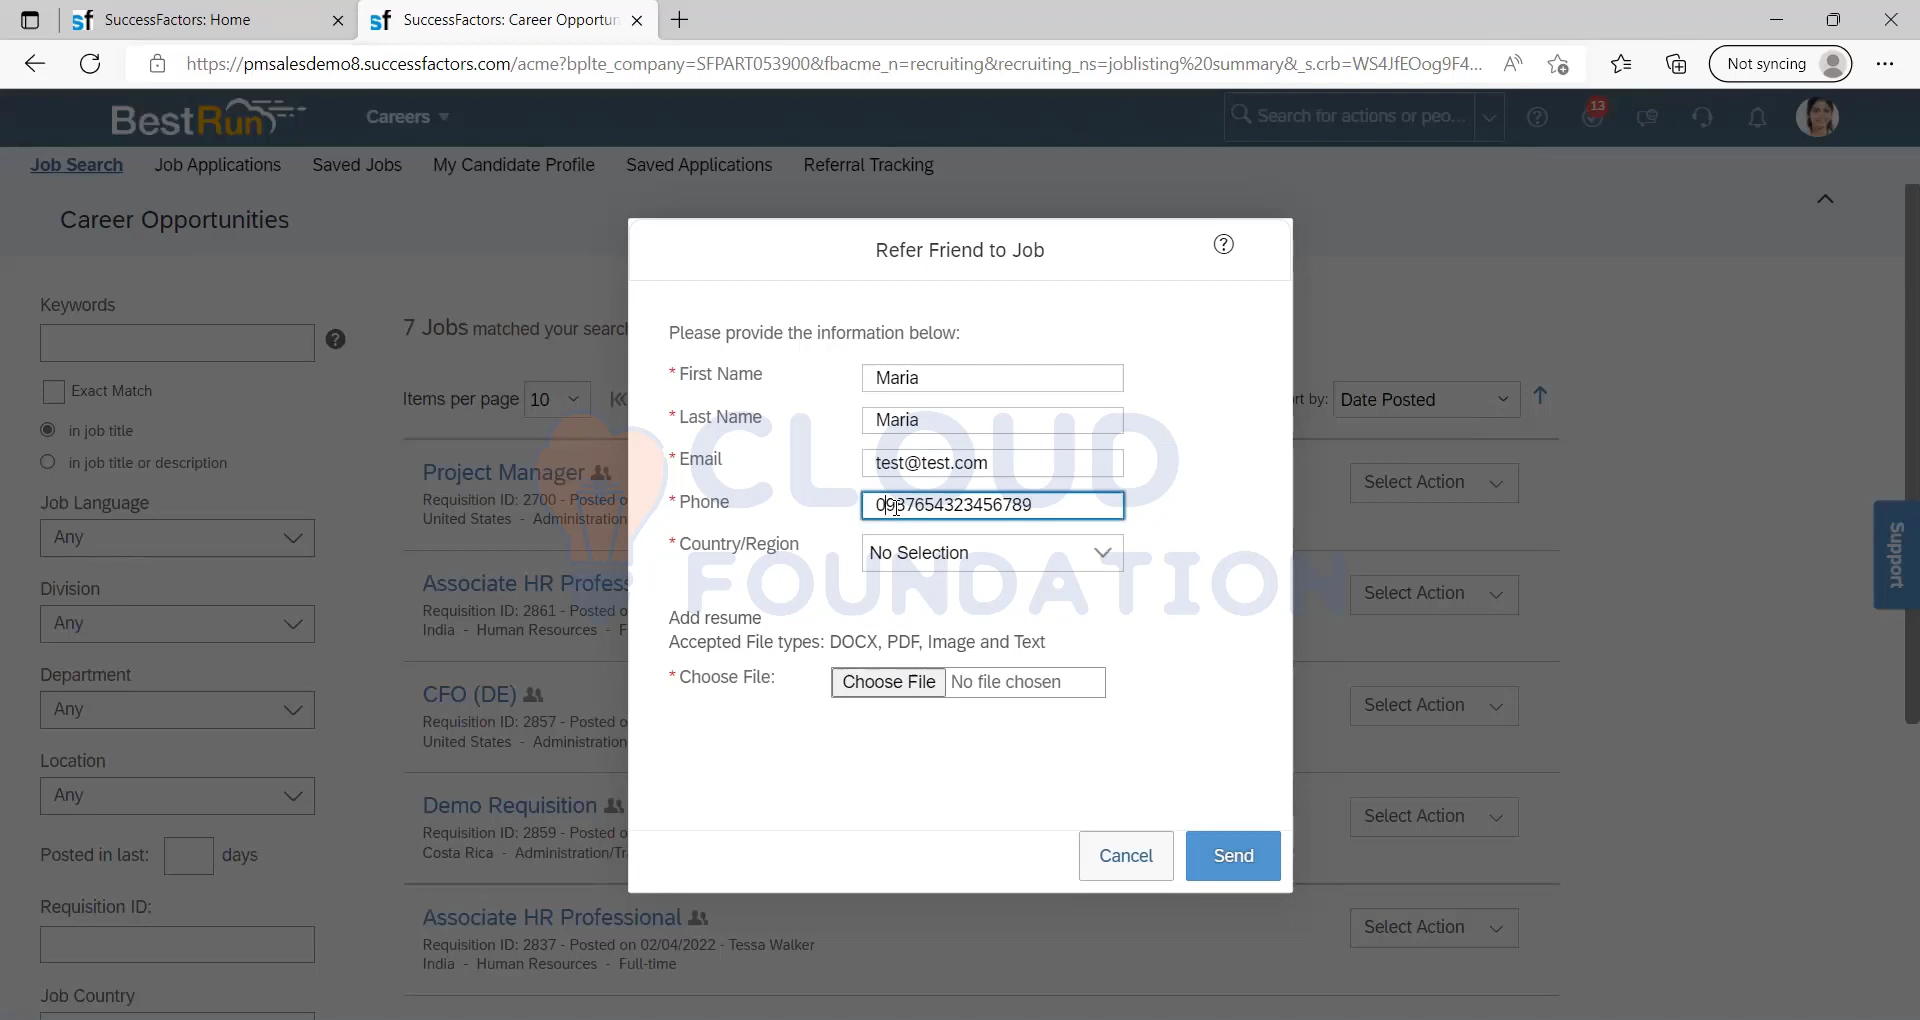 SuccessFactors: Home
SuccessFactors: Career Opportun
https://pmsalesdemo8.successfactors.com/acme?bplte_company=SFPART053900&fbacme_n=recruiting&recruiting_ns=joblisting%20summary&_s.crb=WS4JfEOog9F4...
Not syncing
BestRun
Careers
Search for actions or peo...
13
Job Search
Job Applications
Saved Jobs
My Candidate Profile
Saved Applications
Referral Tracking
Career Opportunities
Keywords
Exact Match
in job title
in job title or description
Job Language
Any
Division
Any
Department
Any
Location
Any
Posted in last:
days
Requisition ID:
Job Country
7 Jobs matched your search
Items per page
10
rt by:
Date Posted
Project Manager
Requisition ID: 2700 - Posted o
United States - Administration
Select Action
Associate HR Profess
Requisition ID: 2861 - Posted o
India - Human Resources - F
Select Action
CFO (DE)
Requisition ID: 2857 - Posted o
United States - Administration
Select Action
Demo Requisition
Requisition ID: 2859 - Posted o
Costa Rica - Administration/Tr
Select Action
Associate HR Professional
Requisition ID: 2837 - Posted on 02/04/2022 - Tessa Walker
India - Human Resources - Full-time
Select Action
Refer Friend to Job
Please provide the information below:
* First Name
Maria
* Last Name
Maria
* Email
test@test.com
* Phone
0937654323456789
* Country/Region
No Selection
Add resume
Accepted File types: DOCX, PDF, Image and Text
* Choose File:
Choose File
No file chosen
Cancel
Send
Support
CLOUD
FOUNDATION